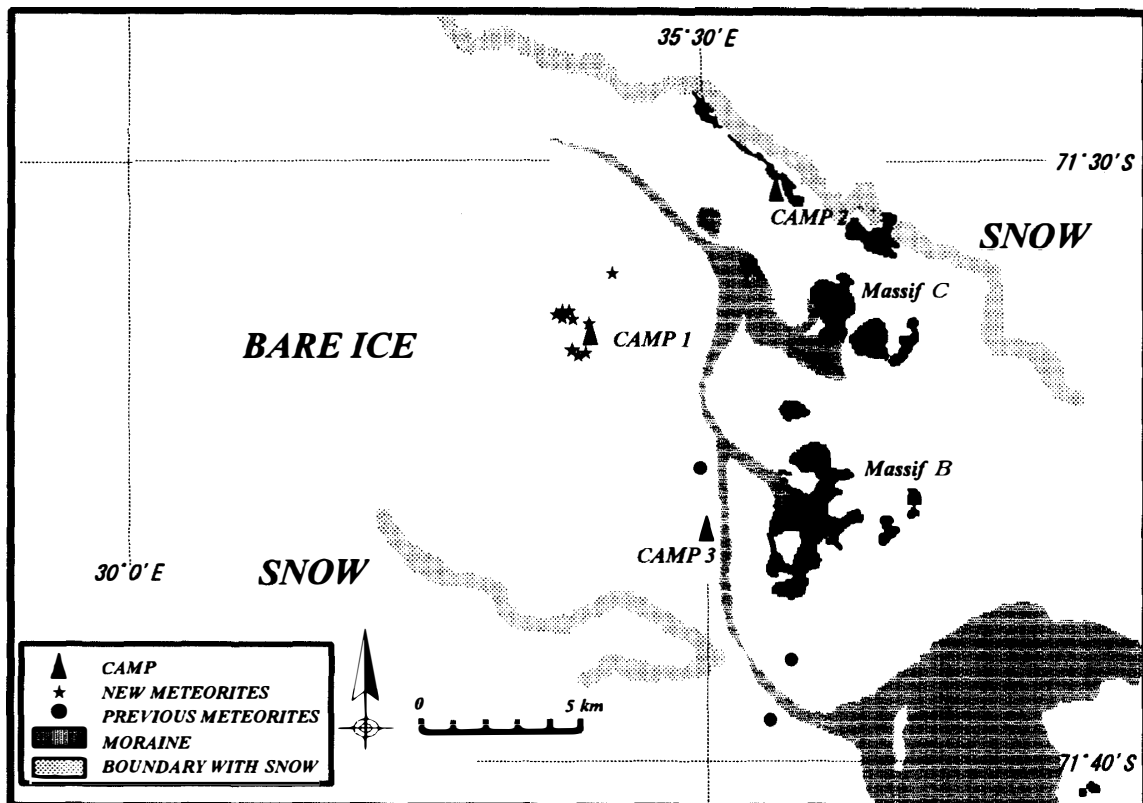 35°30' E
71°30' S
CAMP 2
SNOW
Massif C
BARE ICE
CAMP 1
Massif B
CAMP 3
30°0' E
SNOW
CAMP
NEW METEORITES
PREVIOUS METEORITES
MORAINE
BOUNDARY WITH SNOW
0 5 km
71°40' S